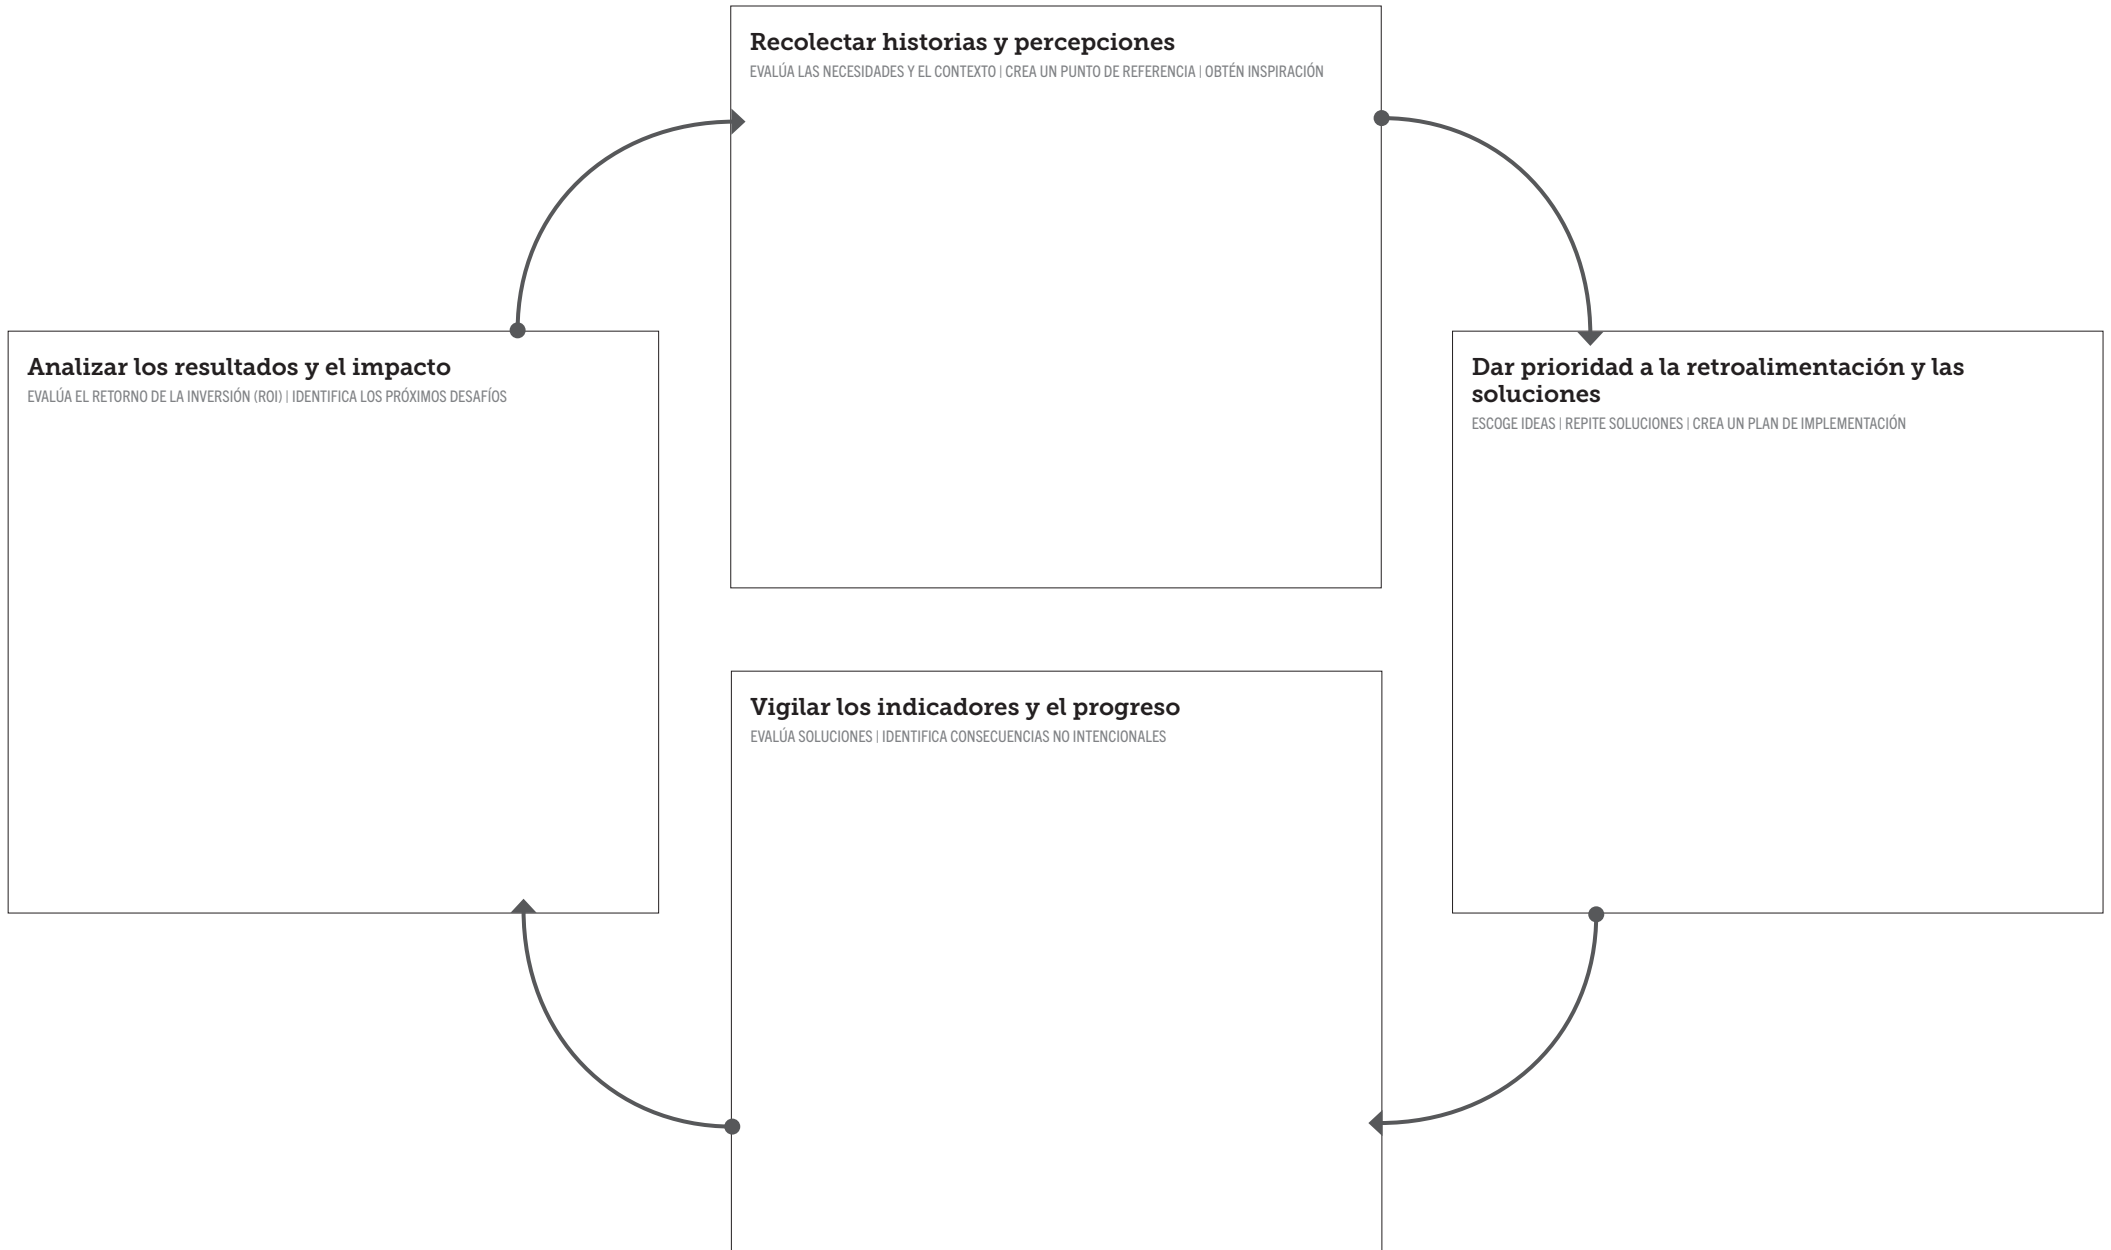 Recolectar historias y percepciones
EVALÚA LAS NECESIDADES Y EL CONTEXTO | CREA UN PUNTO DE REFERENCIA | OBTÉN INSPIRACIÓN
Analizar los resultados y el impacto
EVALÚA EL RETORNO DE LA INVERSIÓN (ROI) | IDENTIFICA LOS PRÓXIMOS DESAFÍOS
Dar prioridad a la retroalimentación y las
soluciones
ESCOGE IDEAS | REPITE SOLUCIONES | CREA UN PLAN DE IMPLEMENTACIÓN
Vigilar los indicadores y el progreso
EVALÚA SOLUCIONES | IDENTIFICA CONSECUENCIAS NO INTENCIONALES